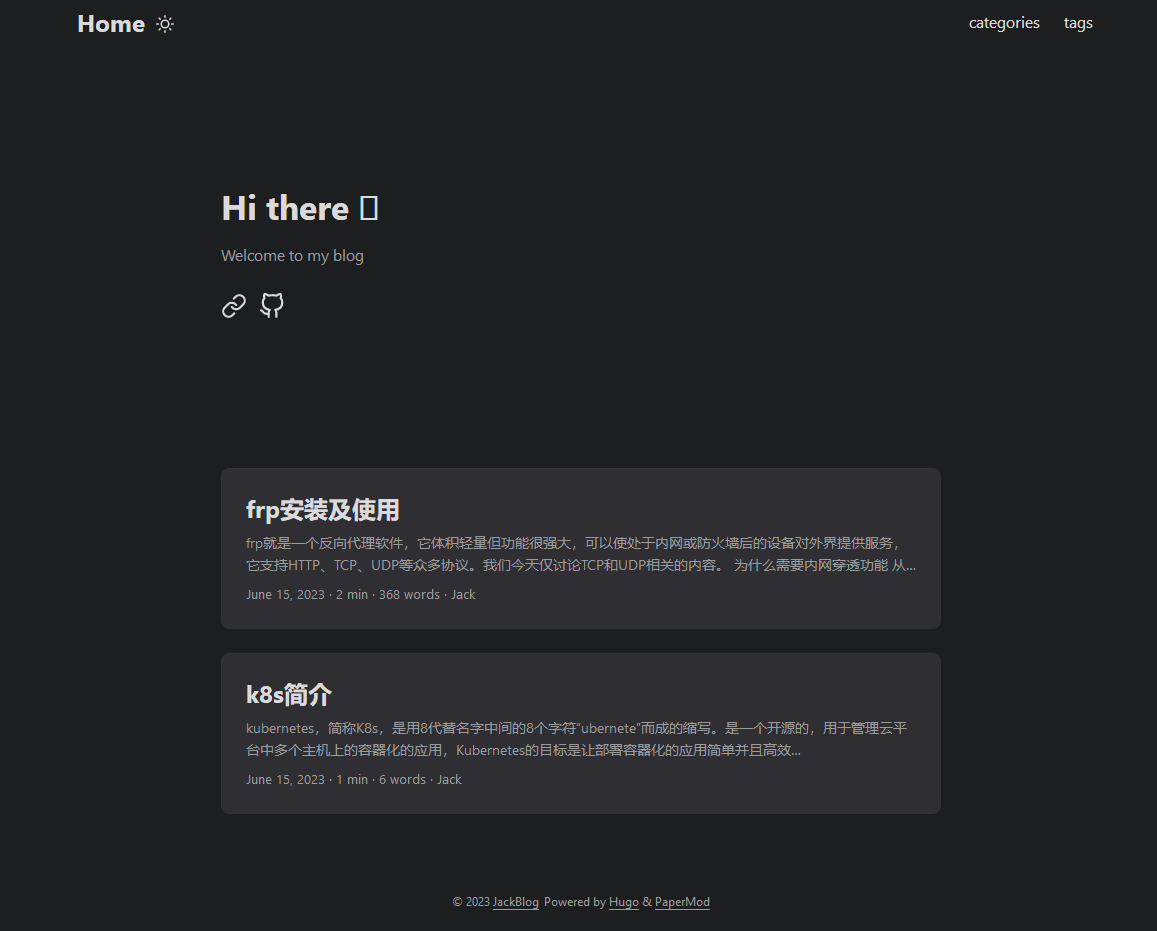 Home
categories
tags
Hi there
Welcome to my blog
frp安装及使用
frp就是一个反向代理软件，它体积轻量但功能很强大，可以使处于内网或防火墙后的设备对外界提供服务，
它支持HTTP、TCP、UDP等众多协议。我们今天仅讨论TCP和UDP相关的内容。 为什么需要内网穿透功能 从...
June 15, 2023 · 2 min · 368 words · Jack
k8s简介
kubernetes，简称K8s，是用8代替名字中间的8个字符"ubernete"而成的缩写。是一个开源的，用于管理云平
台中多个主机上的容器化的应用，Kubernetes的目标是让部署容器化的应用简单并且高效...
June 15, 2023 · 1 min · 6 words · Jack
© 2023 JackBlog Powered by Hugo & PaperMod